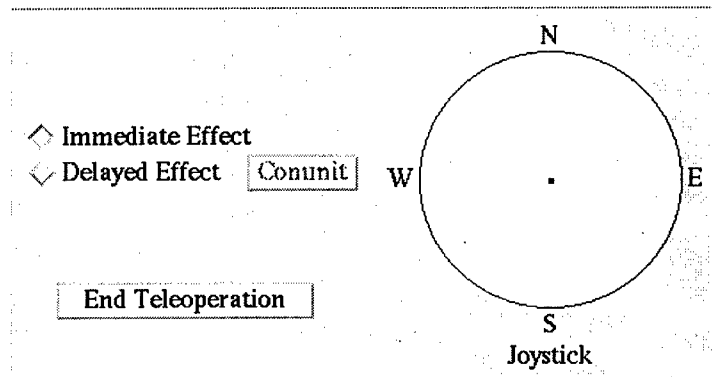 N
Immediate Effect
Delayed Effect
Commit
W
E
End Teleoperation
S
Joystick